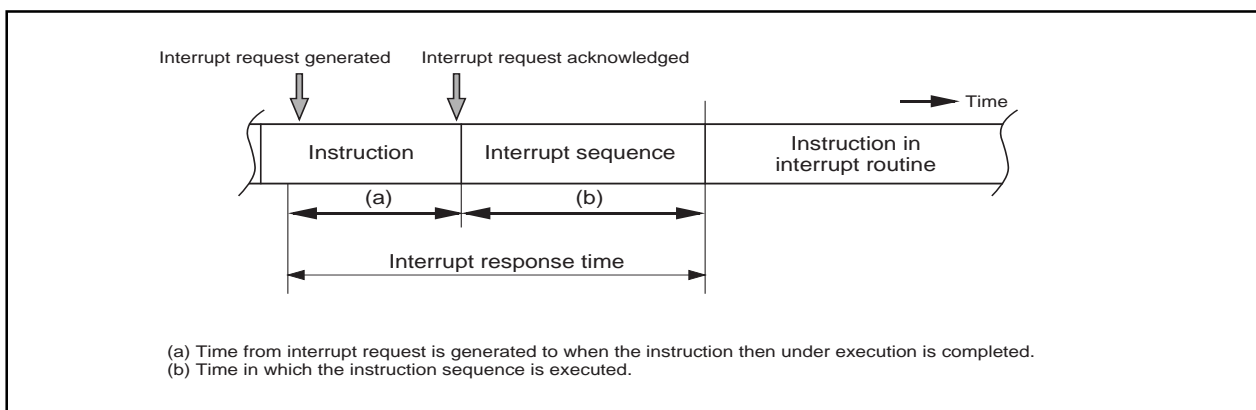 Interrupt request generated
Interrupt request acknowledged
Time
Instruction
Interrupt sequence
Instruction in
interrupt routine
(a)
(b)
Interrupt response time
(a) Time from interrupt request is generated to when the instruction then under execution is completed.
(b) Time in which the instruction sequence is executed.